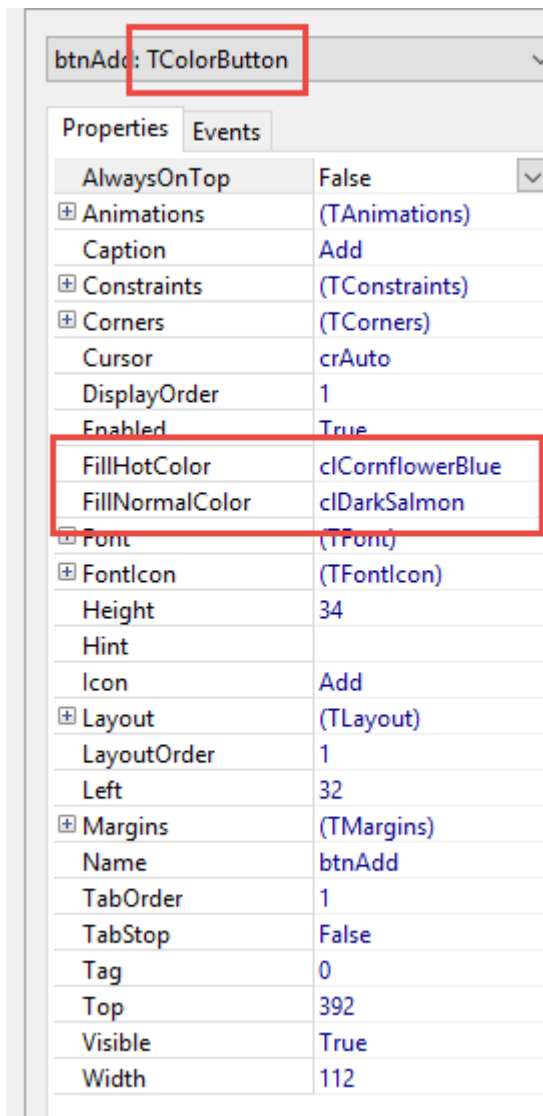 btnAdd: TColorButton
Properties Events
AlwaysOnTop False
Animations (TAnimations)
Caption Add
Constraints (TConstraints)
Corners (TCorners)
Cursor crAuto
DisplayOrder 1
Enabled True
FillHotColor clCornflowerBlue
FillNormalColor clDarkSalmon
Font (TFont)
FontIcon (TFontIcon)
Height 34
Hint
Icon Add
Layout (TLayout)
LayoutOrder 1
Left 32
Margins (TMargins)
Name btnAdd
TabOrder 1
TabStop False
Tag 0
Top 392
Visible True
Width 112